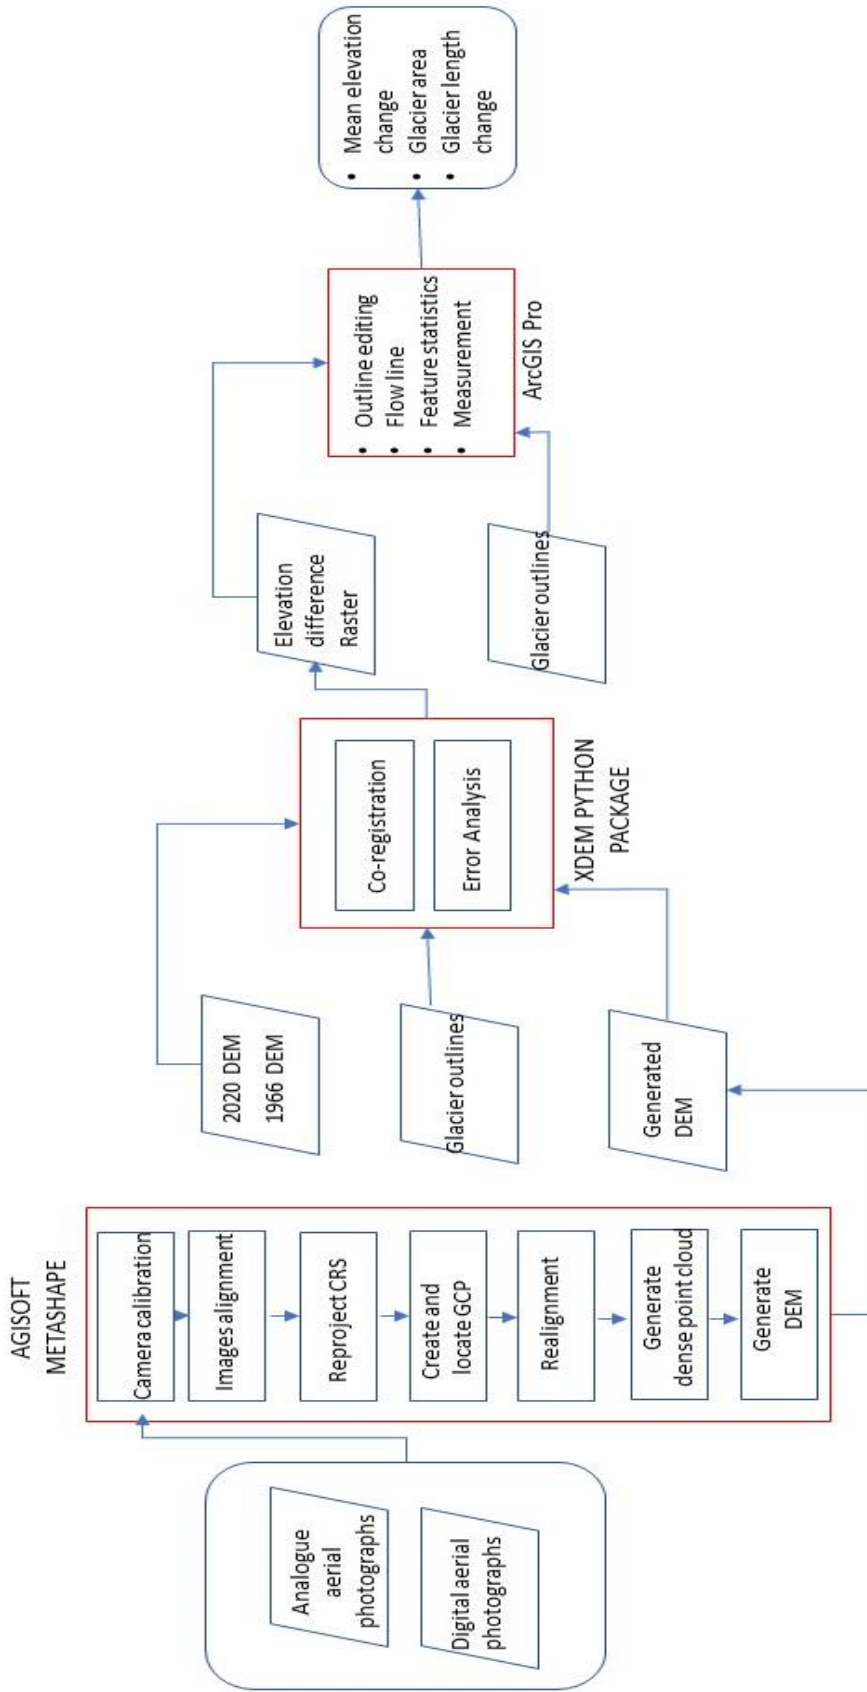 Analogue
aerial
photographs
Digital aerial
photographs
AGISOFT
METASHAPE
Camera calibration
Images alignment
Reproject CRS
Create and
locate GCP
Realignment
Generate
dense point cloud
Generate
DEM
2020 DEM
1966 DEM
Glacier outlines
Generated
DEM
Co-registration
Error Analysis
XDEM PYTHON
PACKAGE
Elevation
difference
Raster
Glacier outlines
• Outline editing
• Flow line
• Feature statistics
• Measurement
ArcGIS Pro
• Mean elevation
change
• Glacier area
• Glacier length
change